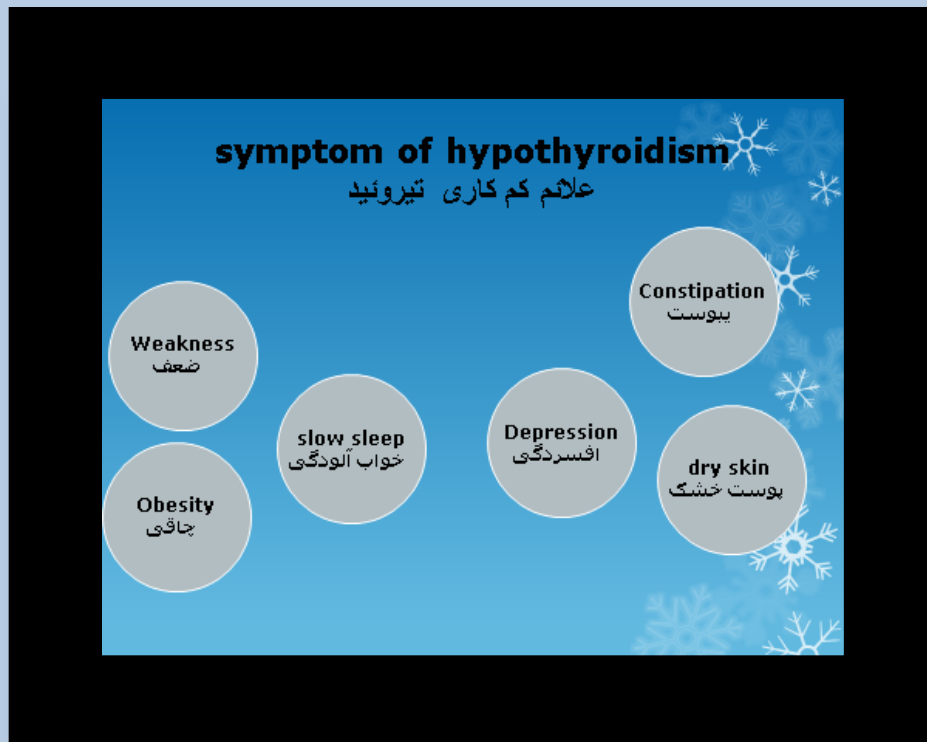 symptom of hypothyroidism
علائم کم کاری تیروئید
Constipation
یبوست
Weakness
ضعف
slow sleep
خواب آلودگی
Depression
افسردگی
dry skin
پوست خشک
Obesity
چاقی